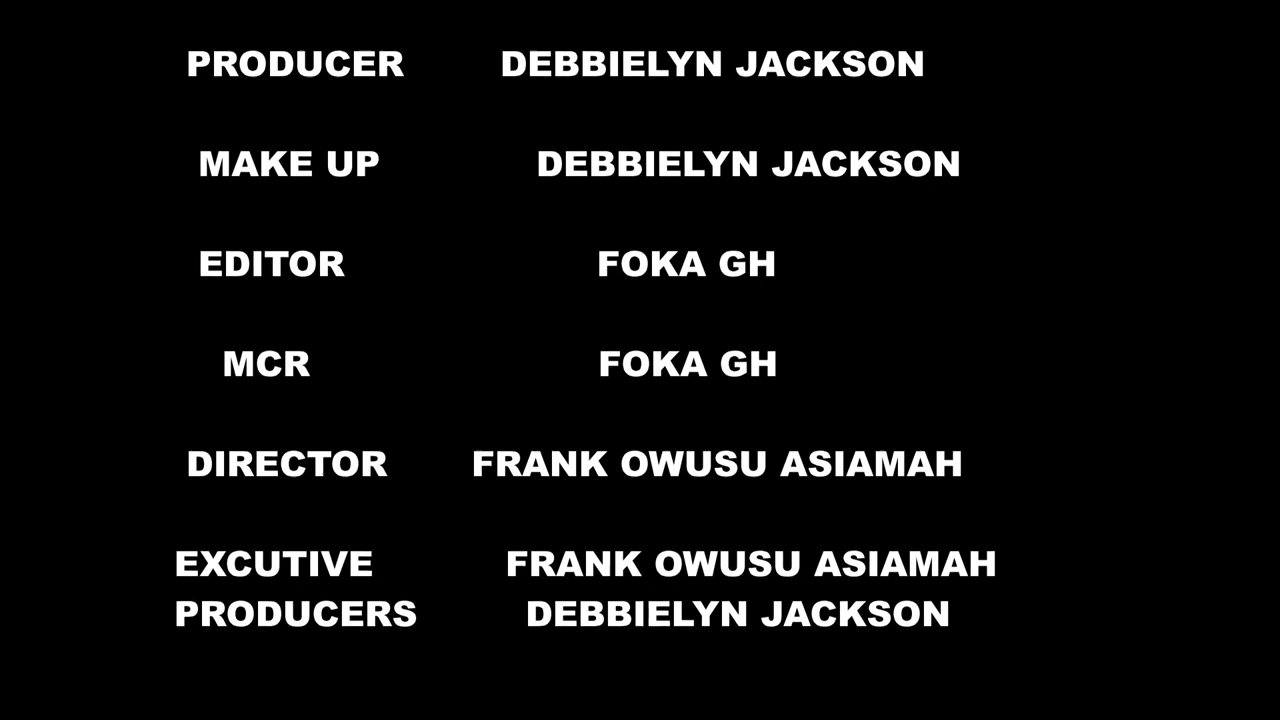 PRODUCER DEBBIELYN JACKSON
MAKE UP DEBBIELYN JACKSON
EDITOR FOKA GH
MCR FOKA GH
DIRECTOR FRANK OWUSU ASIAMAH
EXCUTIVE FRANK OWUSU ASIAMAH
PRODUCERS DEBBIELYN JACKSON